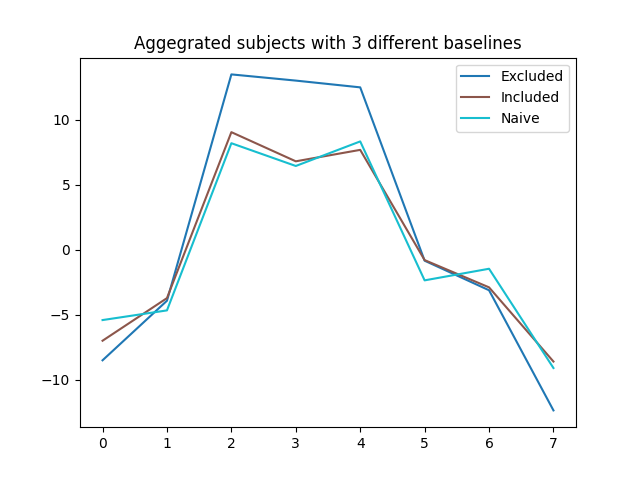 Aggegrated subjects with 3 different baselines
Excluded
Included
Naive
10
5
0
−5
−10
0 1 2 3 4 5 6 7